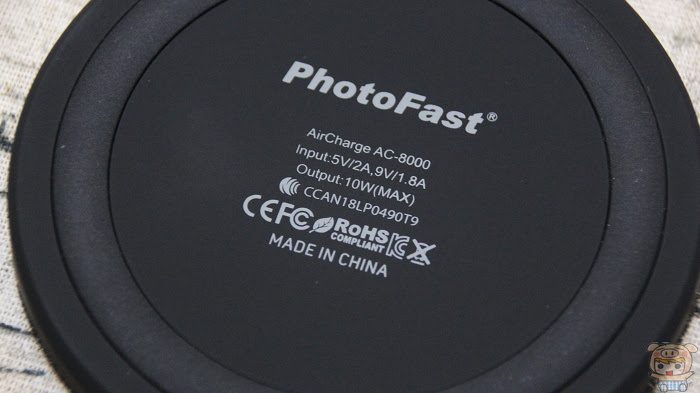 PhotoFast®
AirCharge AC-8000
Input:5V/2A,9V/1.8A
Output:10W(MAX)
CCAN18LP0490T9
CE FC RoHS
COMPLIANT
MADE IN CHINA